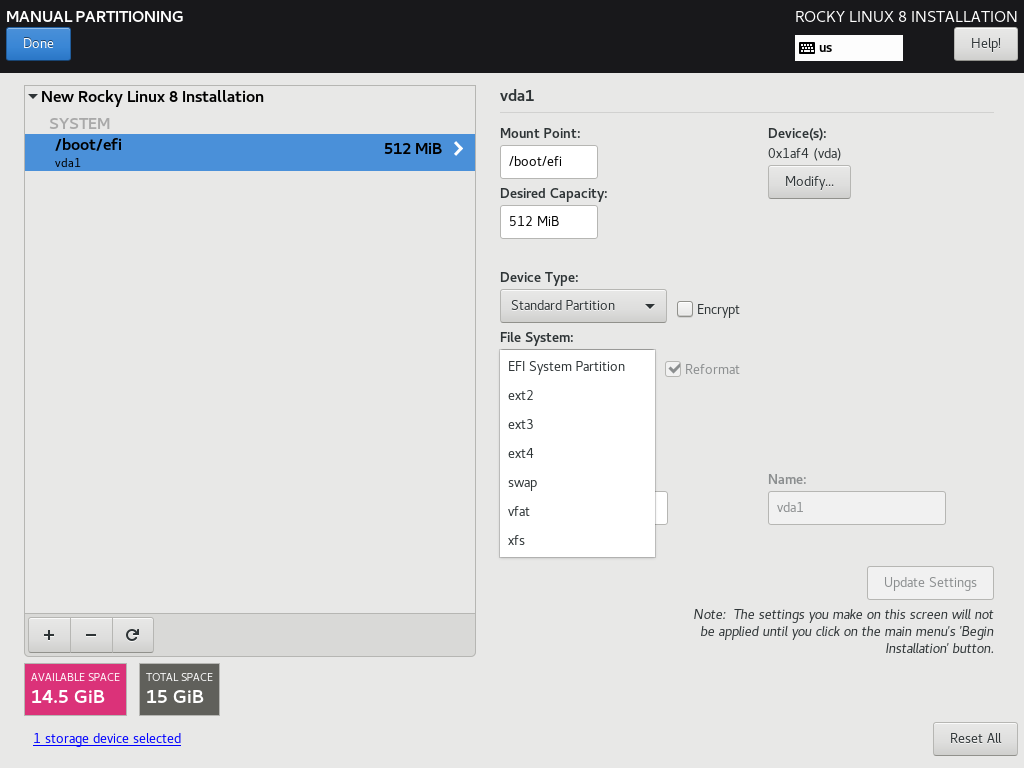 MANUAL PARTITIONING
ROCKY LINUX 8 INSTALLATION
Done
us
Help!
New Rocky Linux 8 Installation
SYSTEM
/boot/efi
512 MiB
vda1
vda1
Mount Point:
/boot/efi
Device(s):
0x1af4 (vda)
Modify...
Desired Capacity:
512 MiB
Device Type:
Standard Partition
Encrypt
File System:
EFI System Partition
Reformat
ext2
ext3
ext4
swap
vfat
xfs
Name:
vda1
Update Settings
Note: The settings you make on this screen will not
be applied until you click on the main menu's 'Begin
Installation' button.
AVAILABLE SPACE
14.5 GiB
TOTAL SPACE
15 GiB
1 storage device selected
Reset All